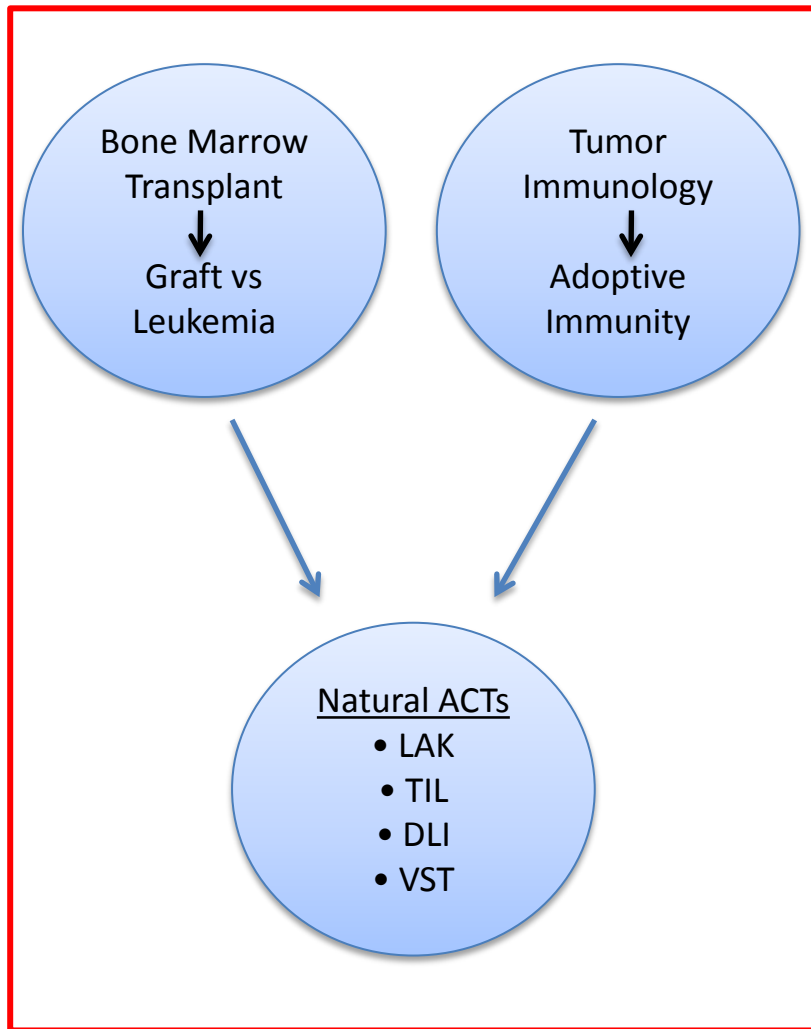 Bone Marrow
Transplant
Graft vs
Leukemia
Tumor
Immunology
Adoptive
Immunity
Natural ACTs
• LAK
• TIL
• DLI
• VST